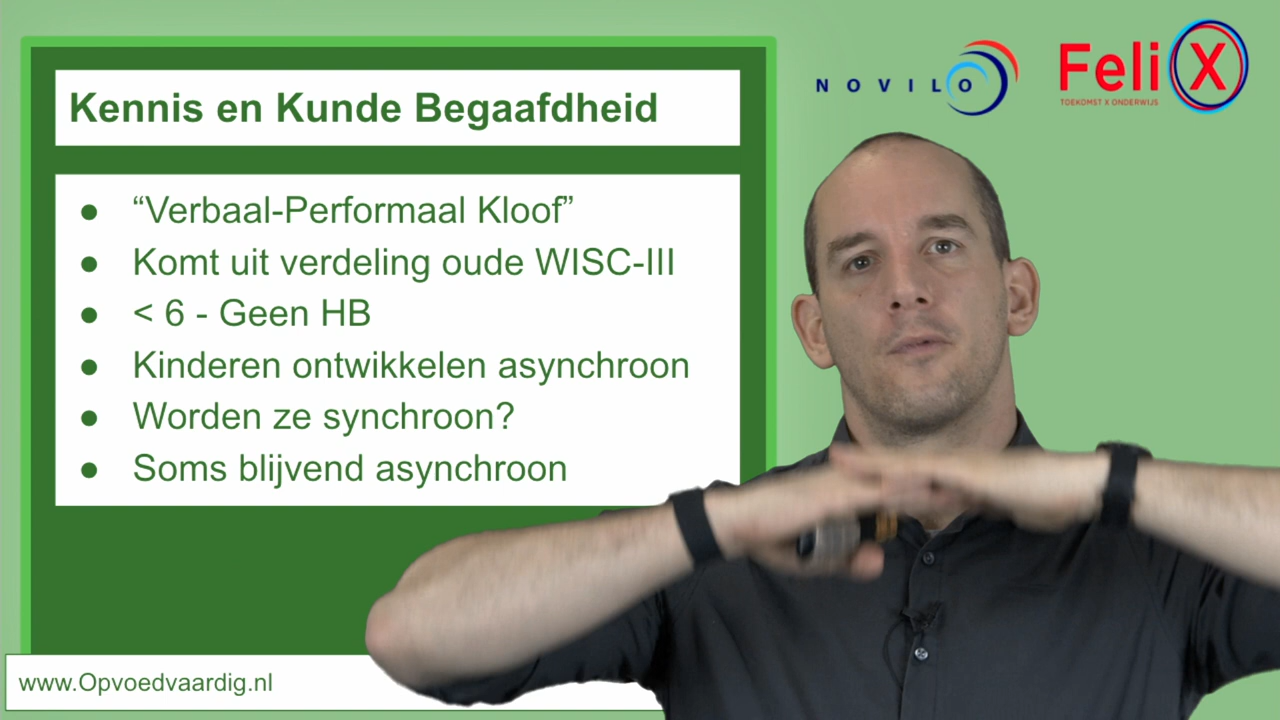 Kennis en Kunde Begaafdheid
NOVILO
FeliX
TOEKOMST X ONDERWIJS
● “Verbaal-Performaal Kloof”
● Komt uit verdeling oude WISC-III
● < 6 - Geen HB
● Kinderen ontwikkelen asynchroon
● Worden ze synchroon?
● Soms blijvend asynchroon
www.Opvoedvaardig.nl